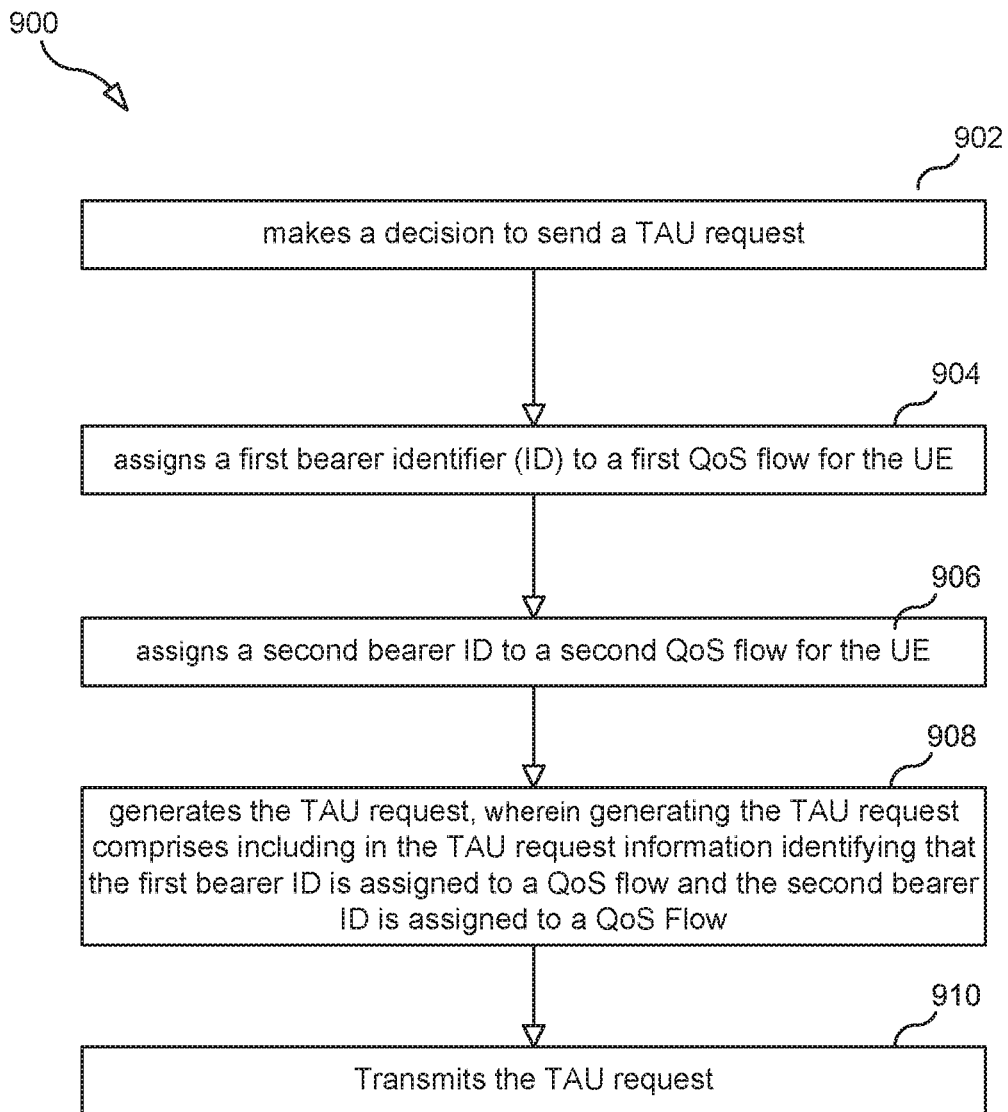 900
902
makes a decision to send a TAU request
904
assigns a first bearer identifier (ID) to a first QoS flow for the UE
906
assigns a second bearer ID to a second QoS flow for the UE
908
generates the TAU request, wherein generating the TAU request
comprises including in the TAU request information identifying that
the first bearer ID is assigned to a QoS flow and the second bearer
ID is assigned to a QoS Flow
910
Transmits the TAU request